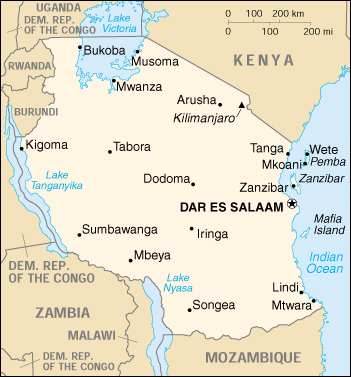 UGANDA
DEM. REP.
OF THE CONGO
Lake
Victoria
0 100 200 km
0 100 200 mi
Bukoba
Musoma
KENYA
RWANDA
Mwanza
Arusha
Kilimanjaro
BURUNDI
Kigoma
Tabora
Tanga
Wete
Mkoani
Pemba
Lake
Tanganyika
Dodoma
Zanzibar
Zanzibar
DAR ES SALAAM
Mafia
Island
Sumbawanga
Iringa
Mbeya
Indian
Ocean
DEM. REP.
OF THE CONGO
Lake
Nyasa
Lindi
Mtwara
Songea
ZAMBIA
MALAWI
DEM. REP.
OF THE CONGO
MOZAMBIQUE